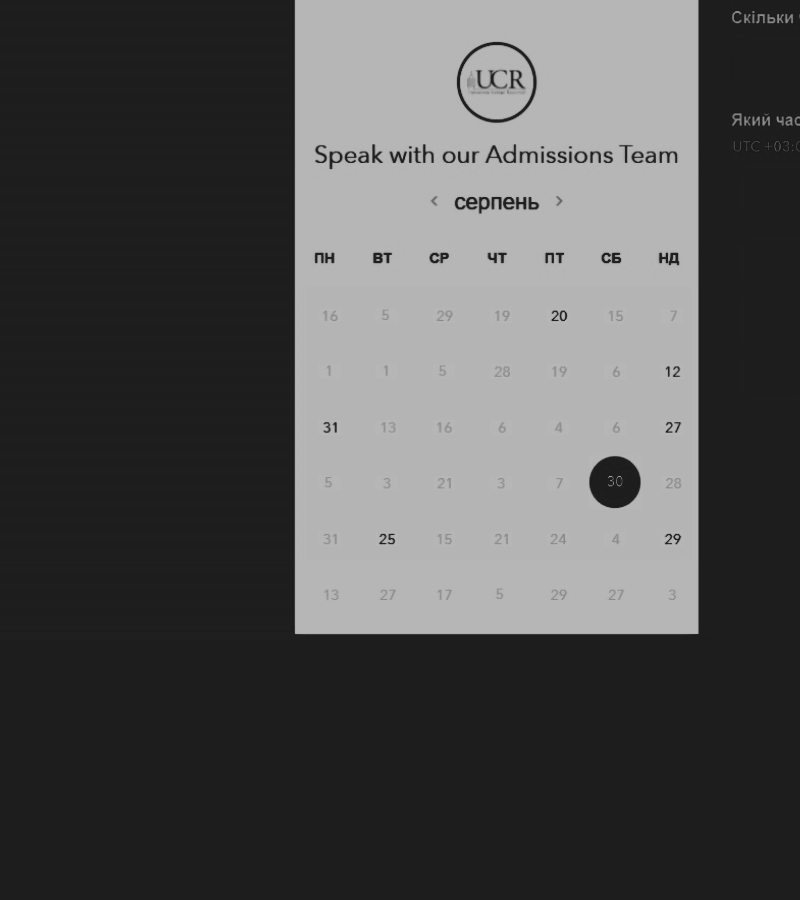 Скільки
UCR
Speak with our Admissions Team
Який час
UTC +03:0
‹ серпень ›
ПН ВТ СР ЧТ ПТ СБ НД
16 5 29 19 20 15 7
1 1 5 28 19 6 12
31 13 16 6 4 6 27
5 3 21 3 7 30 28
31 25 15 21 24 4 29
13 27 17 5 29 27 3